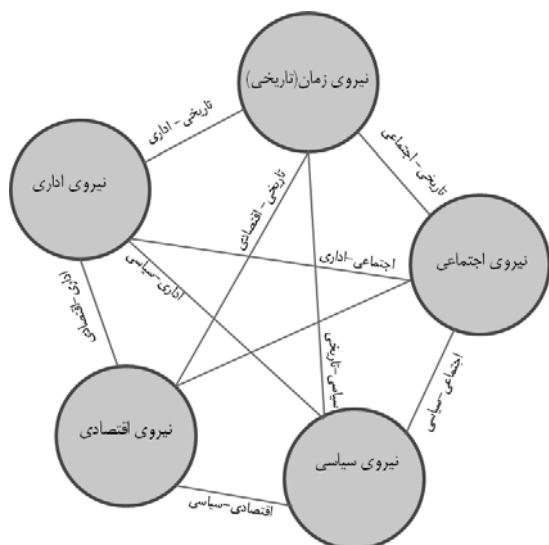 نیروی زمان(تاریخی)
تاریخی-اداری
تاریخی-اجتماعی
نیروی اداری
تاریخی-اقتصادی
نیروی اجتماعی
اجتماعی-اداری
اداری-سیاسی
اداری-اقتصادی
سیاسی-تاریخی
اجتماعی-سیاسی
نیروی اقتصادی
نیروی سیاسی
اقتصادی-سیاسی